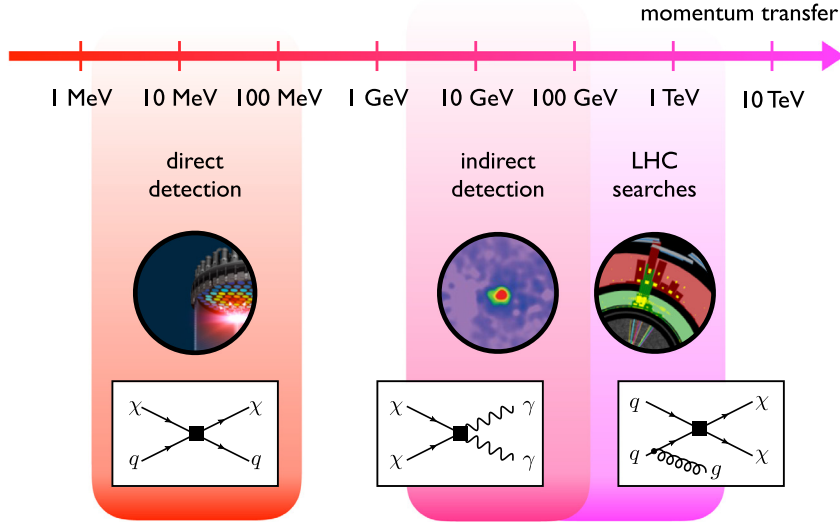 momentum transfer
1 MeV 10 MeV 100 MeV 1 GeV 10 GeV 100 GeV 1 TeV 10 TeV
direct
detection
indirect
detection
LHC
searches
χ χ
q q
χ γ
χ γ
q χ
q g χ